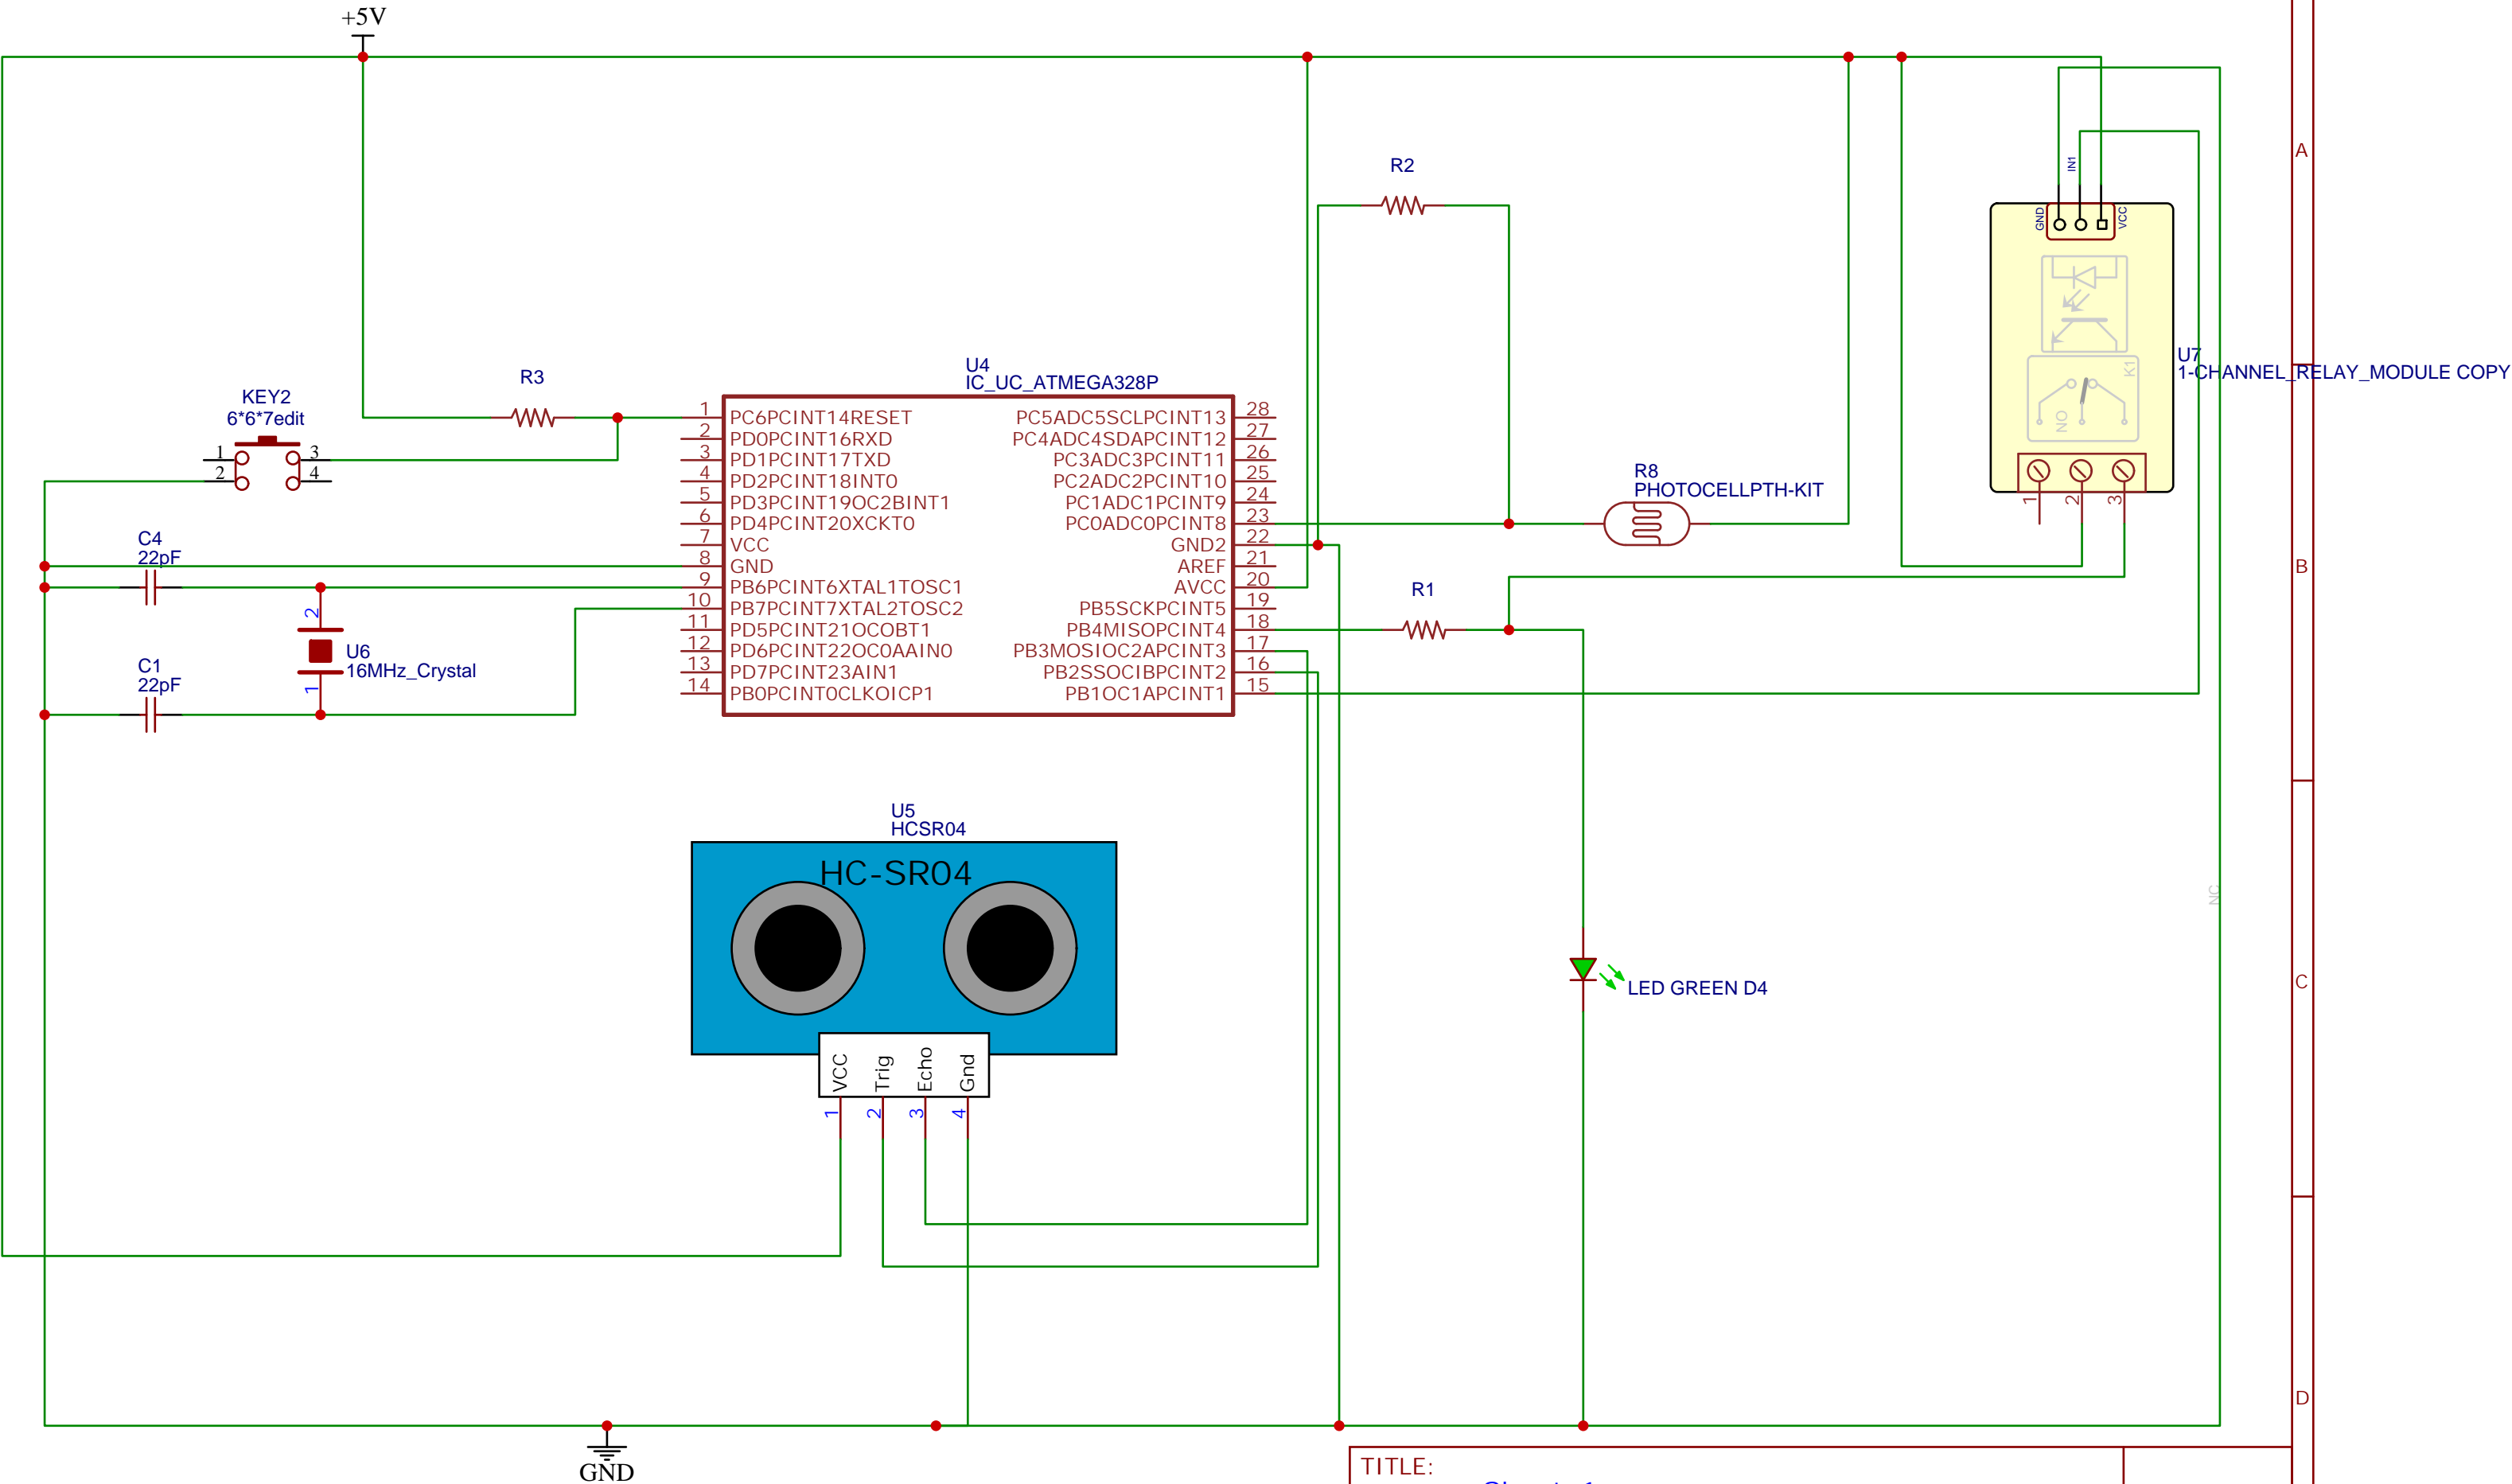 +5V
A
R2
IN1
GND
VCC
U7
1-CHANNEL_RELAY_MODULE COPY
K1
NO
1
2
3
R3
KEY2
6*6*7edit
1
2
3
4
U4
IC_UC_ATMEGA328P
1 PC6PCINT14RESET
2 PD0PCINT16RXD
3 PD1PCINT17TXD
4 PD2PCINT18INT0
5 PD3PCINT19OC2BINT1
6 PD4PCINT20XCKT0
7 VCC
8 GND
9 PB6PCINT6XTAL1TOSC1
10 PB7PCINT7XTAL2TOSC2
11 PD5PCINT21OCOBT1
12 PD6PCINT22OC0AAIN0
13 PD7PCINT23AIN1
14 PB0PCINT0CLKOICP1
PC5ADC5SCLPCINT13 28
PC4ADC4SDAPCINT12 27
PC3ADC3PCINT11 26
PC2ADC2PCINT10 25
PC1ADC1PCINT9 24
PC0ADC0PCINT8 23
GND2 22
AREF 21
AVCC 20
PB5SCKPCINT5 19
PB4MISOPCINT4 18
PB3MOSIOC2APCINT3 17
PB2SSOCIBPCINT2 16
PB1OC1APCINT1 15
R8
PHOTOCELLPTH-KIT
R1
B
C4
22pF
C1
22pF
2
1
U6
16MHz_Crystal
U5
HCSR04
HC-SR04
VCC
Trig
Echo
Gnd
1
2
3
4
NC
LED GREEN D4
C
D
GND
TITLE: